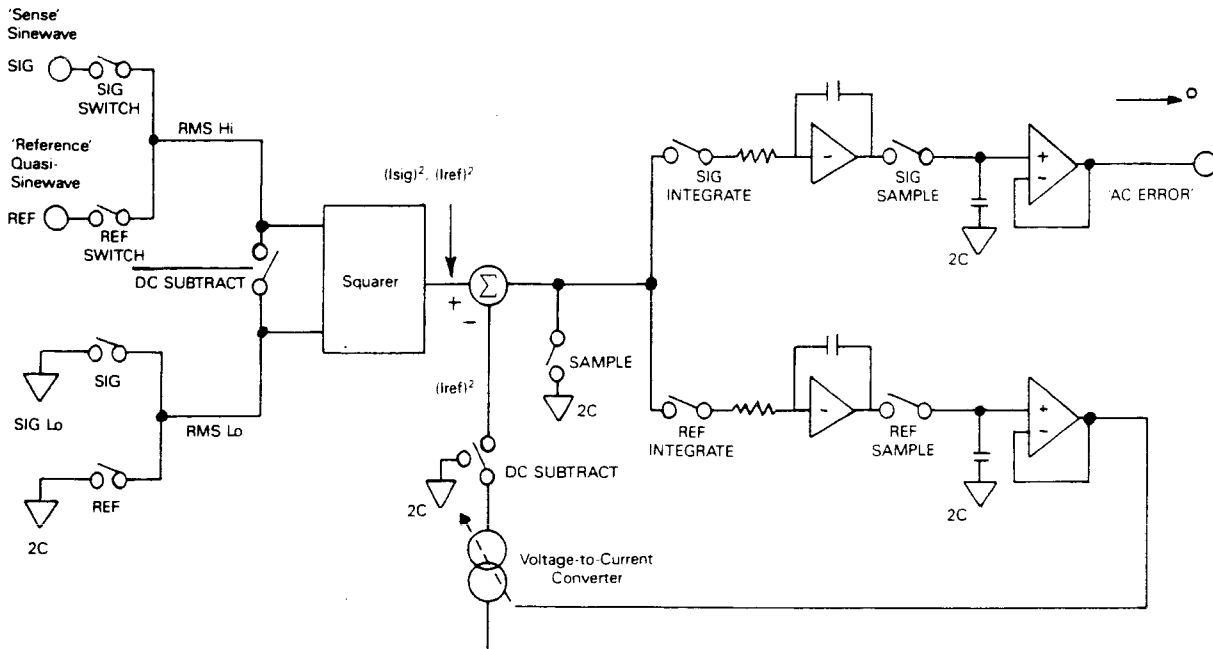 'Sense'
Sinewave
SIG
SIG
SWITCH
RMS Hi
'Reference'
Quasi-
Sinewave
REF
REF
SWITCH
DC SUBTRACT
SIG
SIG Lo
RMS Lo
REF
2C
(Isig)², (Iref)²
Squarer
Σ
+
−
(Iref)²
SAMPLE
2C
DC SUBTRACT
2C
Voltage-to-Current
Converter
SIG
INTEGRATE
-
SIG
SAMPLE
2C
+
-
O
'AC ERROR'
REF
INTEGRATE
-
REF
SAMPLE
2C
+
-